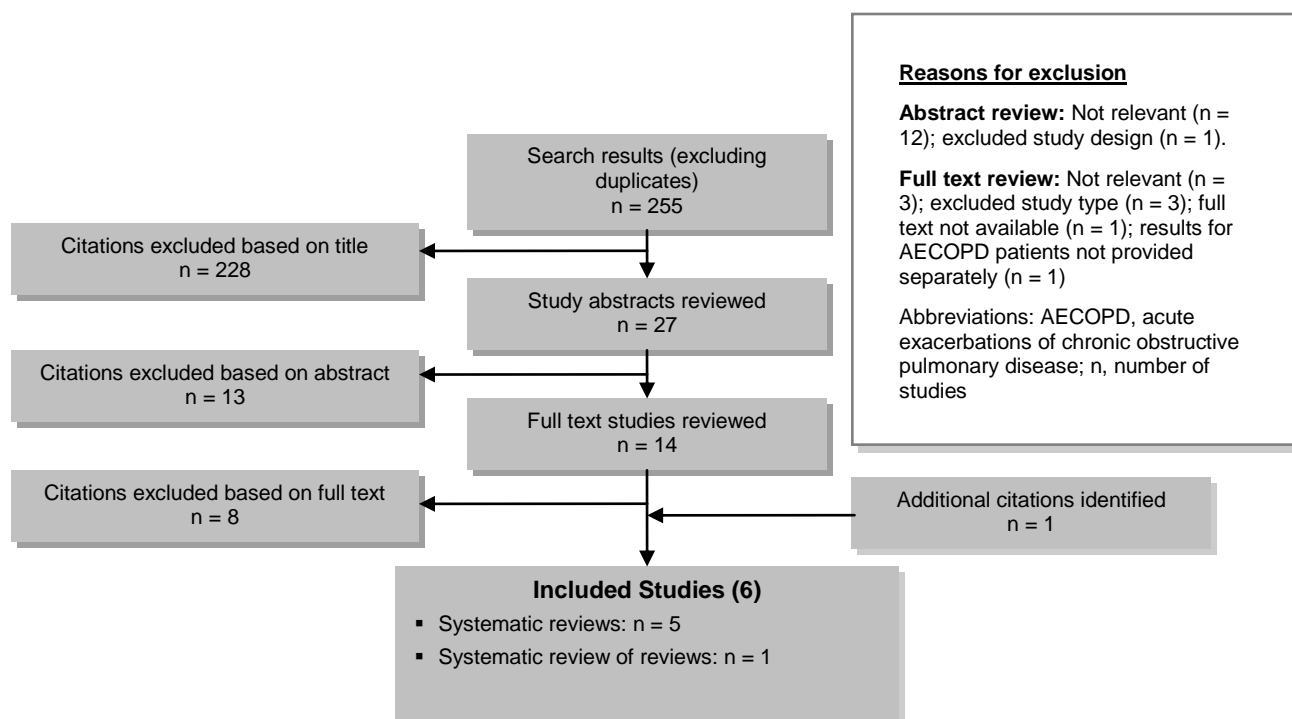 Search results (excluding
duplicates)
n = 255
Citations excluded based on title
n = 228
Study abstracts reviewed
n = 27
Citations excluded based on abstract
n = 13
Full text studies reviewed
n = 14
Citations excluded based on full text
n = 8
Additional citations identified
n = 1
Included Studies (6)
▪ Systematic reviews: n = 5
▪ Systematic review of reviews: n = 1
Reasons for exclusion
Abstract review: Not relevant (n =
12); excluded study design (n = 1).
Full text review: Not relevant (n =
3); excluded study type (n = 3); full
text not available (n = 1); results for
AECOPD patients not provided
separately (n = 1)
Abbreviations: AECOPD, acute
exacerbations of chronic obstructive
pulmonary disease; n, number of
studies